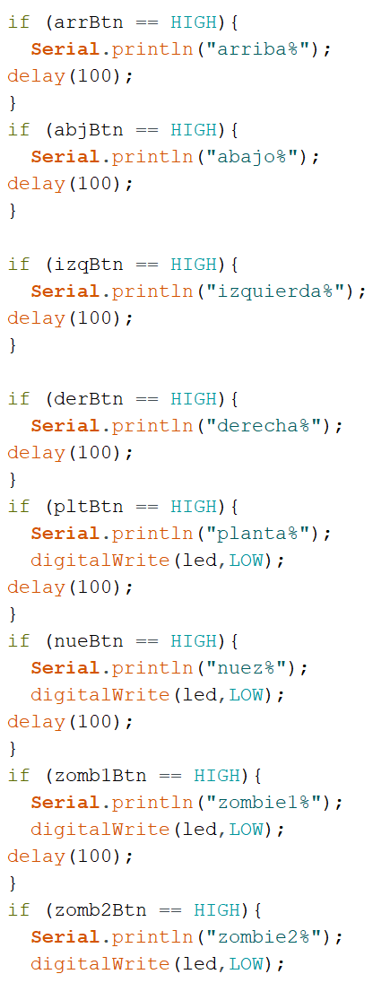 if (arrBtn == HIGH){
  Serial.println("arriba%");
delay(100);
}
if (abjBtn == HIGH){
  Serial.println("abajo%");
delay(100);
}

if (izqBtn == HIGH){
  Serial.println("izquierda%");
delay(100);
}

if (derBtn == HIGH){
  Serial.println("derecha%");
delay(100);
}
if (pltBtn == HIGH){
  Serial.println("planta%");
  digitalWrite(led,LOW);
delay(100);
}
if (nueBtn == HIGH){
  Serial.println("nuez%");
  digitalWrite(led,LOW);
delay(100);
}
if (zomb1Btn == HIGH){
  Serial.println("zombie1%");
  digitalWrite(led,LOW);
delay(100);
}
if (zomb2Btn == HIGH){
  Serial.println("zombie2%");
  digitalWrite(led,LOW);